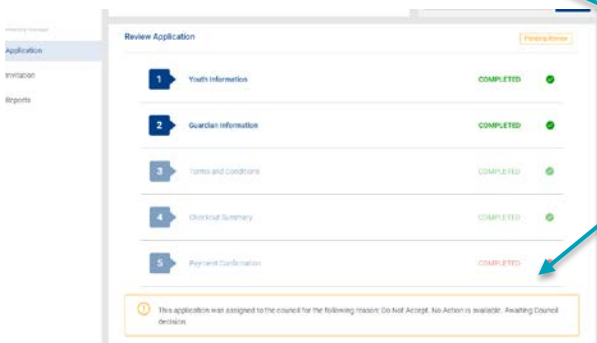 Application
Invitation
Reports
Review Application
Pending Review
1 Youth Information COMPLETED
2 Guardian Information COMPLETED
3 Terms and Conditions COMPLETED
4 Checkout Summary COMPLETED
5 Payment Confirmation COMPLETED
This application was assigned to the council for the following reason: Do Not Accept. No Action is available. Awaiting Council
decision.